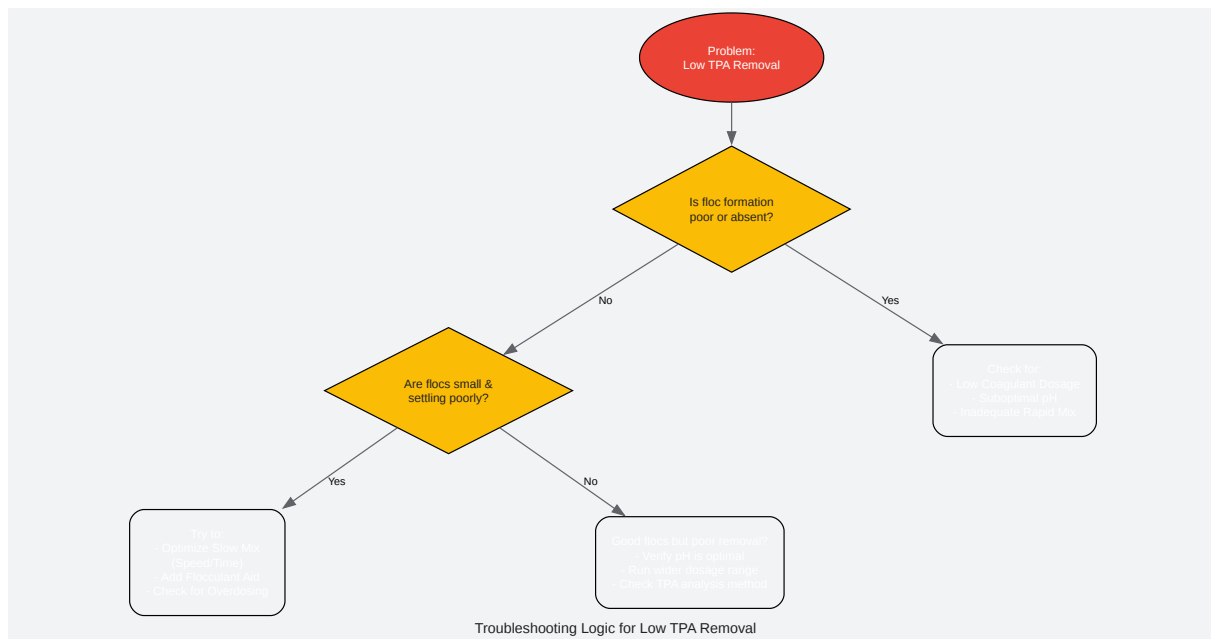 Problem:
Low TPA Removal
Is floc formation
poor or absent?
No
Yes
Are flocs small &
settling poorly?
Check for:
- Low Coagulant Dosage
- Suboptimal pH
- Inadequate Rapid Mix
Yes
No
Try to:
- Optimize Slow Mix
(Speed/Time)
- Add Flocculant Aid
- Check for Overdosing
Good flocs but poor removal?
- Verify pH is optimal
- Run wider dosage range
- Check TPA analysis method
Troubleshooting Logic for Low TPA Removal